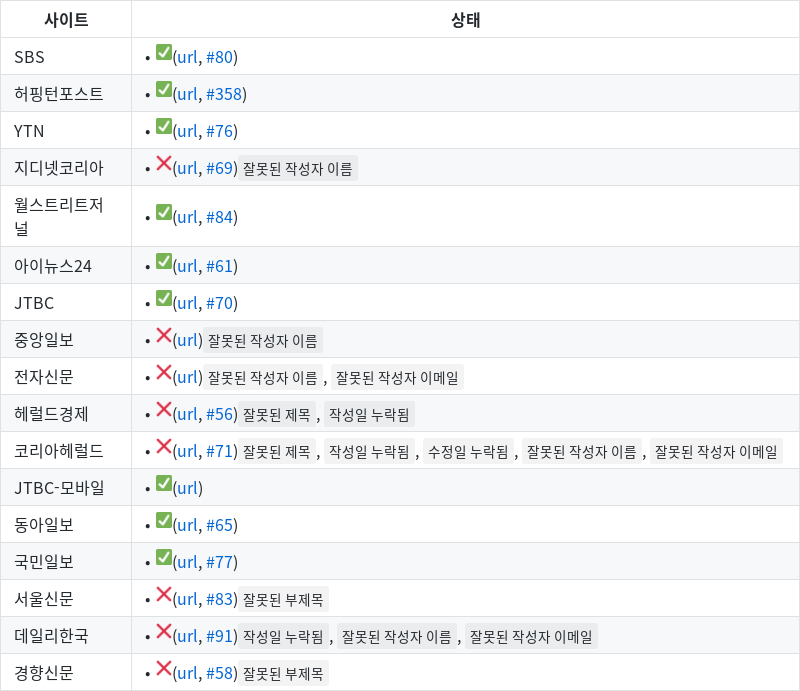 사이트 상태
SBS • ✅(url, #80)
허핑턴포스트 • ✅(url, #358)
YTN • ✅(url, #76)
지디넷코리아 • ❌(url, #69) 잘못된 작성자 이름
월스트리트저
널 • ✅(url, #84)
아이뉴스24 • ✅(url, #61)
JTBC • ✅(url, #70)
중앙일보 • ❌(url) 잘못된 작성자 이름
전자신문 • ❌(url) 잘못된 작성자 이름 , 잘못된 작성자 이메일
헤럴드경제 • ❌(url, #56) 잘못된 제목 , 작성일 누락됨
코리아헤럴드 • ❌(url, #71) 잘못된 제목 , 작성일 누락됨 , 수정일 누락됨 , 잘못된 작성자 이름 , 잘못된 작성자 이메일
JTBC-모바일 • ✅(url)
동아일보 • ✅(url, #65)
국민일보 • ✅(url, #77)
서울신문 • ❌(url, #83) 잘못된 부제목
데일리한국 • ❌(url, #91) 작성일 누락됨 , 잘못된 작성자 이름 , 잘못된 작성자 이메일
경향신문 • ❌(url, #58) 잘못된 부제목